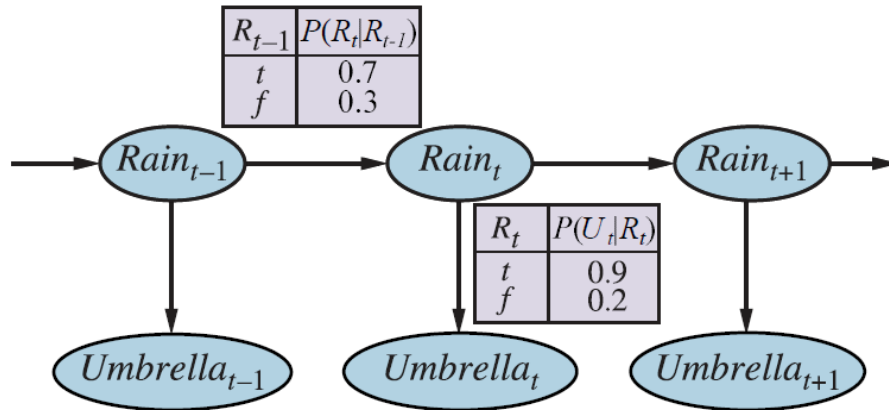 R_{t−1} P(R_t|R_{t-1})
t 0.7
f 0.3
Rain_{t−1} Rain_t Rain_{t+1}
R_t P(U_t|R_t)
t 0.9
f 0.2
Umbrella_{t−1} Umbrella_t Umbrella_{t+1}